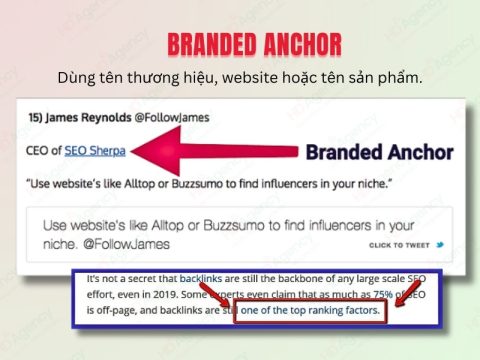 BRANDED ANCHOR
Dùng tên thương hiệu, website hoặc tên sản phẩm.
15) James Reynolds @FollowJames
CEO of SEO Sherpa
Branded Anchor
“Use website’s like Alltop or Buzzsumo to find influencers in your niche.”
Use website's like Alltop or Buzzsumo to find influencers in your
niche. @FollowJames
CLICK TO TWEET
It's not a secret that backlinks are still the backbone of any large scale SEO
effort, even in 2019. Some experts even claim that as much as 75% of SEO
is off-page, and backlinks are still one of the top ranking factors.